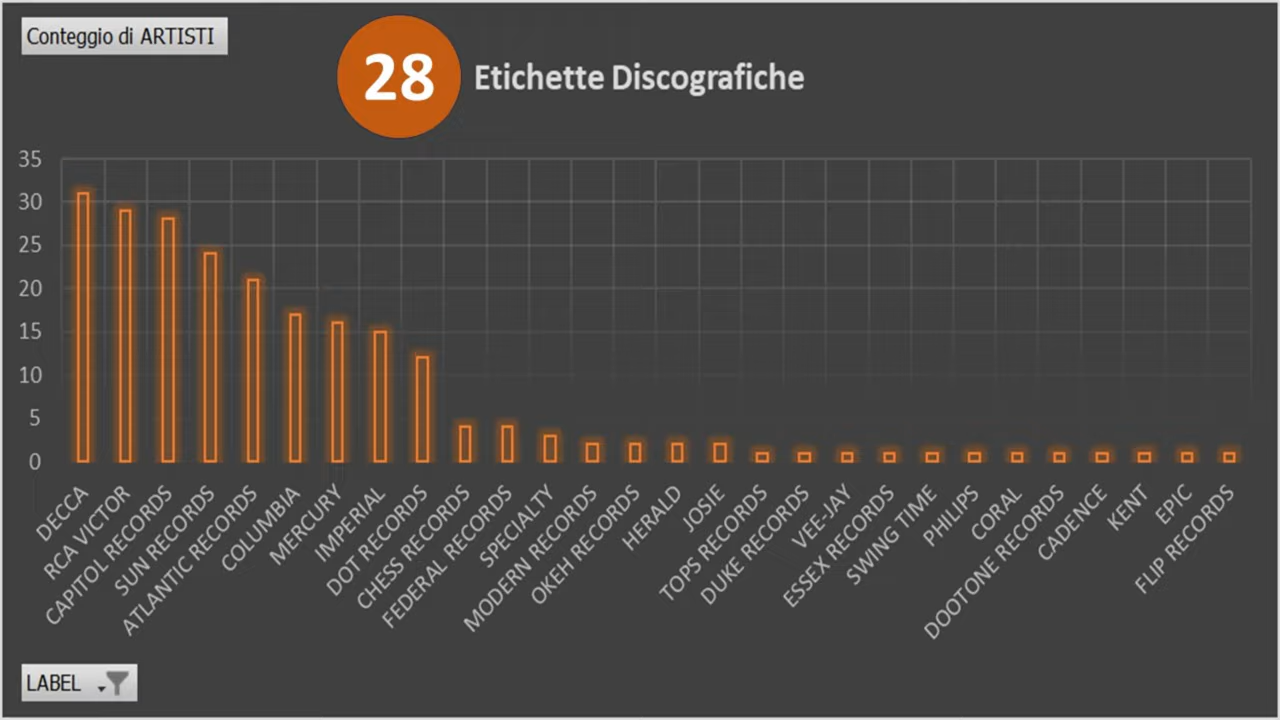 Conteggio di ARTISTI
28
Etichette Discografiche
35
30
25
20
15
10
5
0
DECCA
RCA VICTOR
CAPITOL RECORDS
SUN RECORDS
ATLANTIC RECORDS
COLUMBIA
MERCURY
IMPERIAL
DOT RECORDS
CHESS RECORDS
FEDERAL RECORDS
SPECIALTY
MODERN RECORDS
OKEH RECORDS
HERALD
JOSIE
TOPS RECORDS
DUKE RECORDS
VEE-JAY
ESSEX RECORDS
SWING TIME
PHILIPS
CORAL
DOOTONE RECORDS
CADENCE
KENT
EPIC
FLIP RECORDS
LABEL